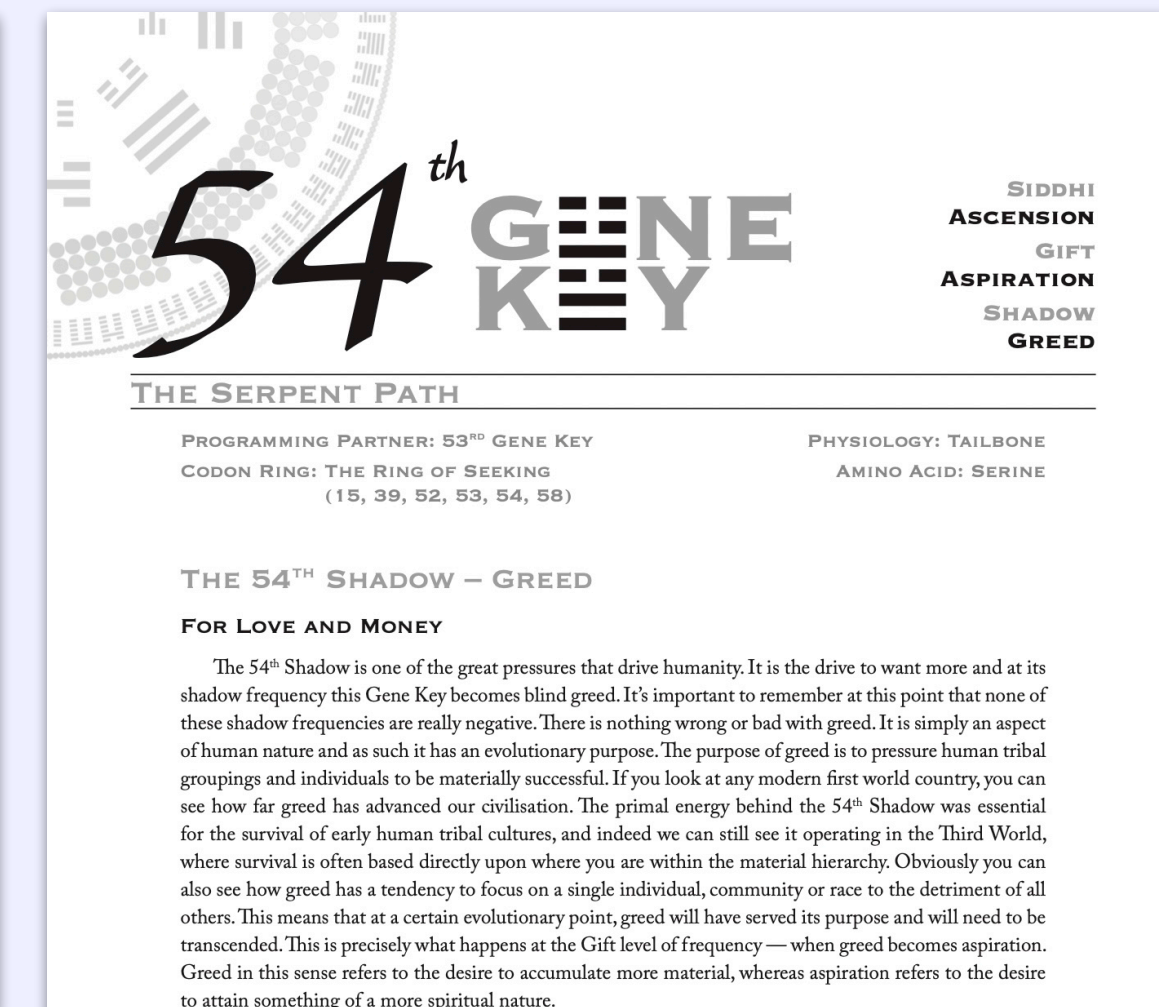 54th GENE
KEY
SIDDHI
ASCENSION
GIFT
ASPIRATION
SHADOW
GREED
THE SERPENT PATH
PROGRAMMING PARTNER: 53RD GENE KEY
CODON RING: THE RING OF SEEKING
(15, 39, 52, 53, 54, 58)
PHYSIOLOGY: TAILBONE
AMINO ACID: SERINE
THE 54TH SHADOW – GREED
FOR LOVE AND MONEY
The 54th Shadow is one of the great pressures that drive humanity. It is the drive to want more and at its
shadow frequency this Gene Key becomes blind greed. It's important to remember at this point that none of
these shadow frequencies are really negative. There is nothing wrong or bad with greed. It is simply an aspect
of human nature and as such it has an evolutionary purpose. The purpose of greed is to pressure human tribal
groupings and individuals to be materially successful. If you look at any modern first world country, you can
see how far greed has advanced our civilisation. The primal energy behind the 54th Shadow was essential
for the survival of early human tribal cultures, and indeed we can still see it operating in the Third World,
where survival is often based directly upon where you are within the material hierarchy. Obviously you can
also see how greed has a tendency to focus on a single individual, community or race to the detriment of all
others. This means that at a certain evolutionary point, greed will have served its purpose and will need to be
transcended. This is precisely what happens at the Gift level of frequency — when greed becomes aspiration.
Greed in this sense refers to the desire to accumulate more material, whereas aspiration refers to the desire
to attain something of a more spiritual nature.